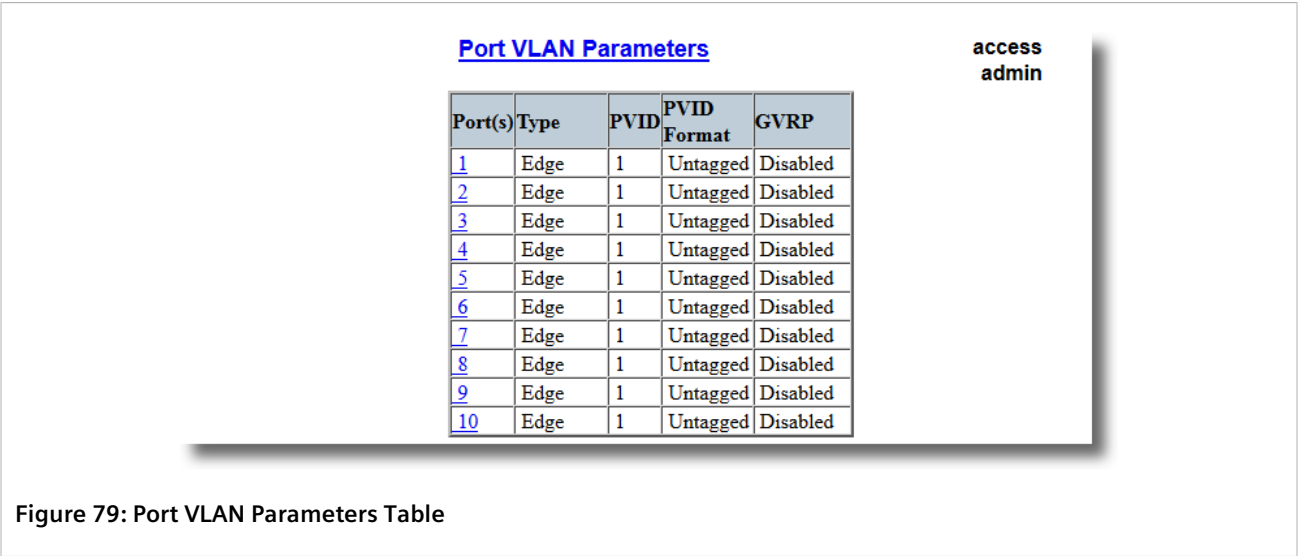 Port VLAN Parameters
access
admin
Port(s) Type PVID PVID Format GVRP
1 Edge 1 Untagged Disabled
2 Edge 1 Untagged Disabled
3 Edge 1 Untagged Disabled
4 Edge 1 Untagged Disabled
5 Edge 1 Untagged Disabled
6 Edge 1 Untagged Disabled
7 Edge 1 Untagged Disabled
8 Edge 1 Untagged Disabled
9 Edge 1 Untagged Disabled
10 Edge 1 Untagged Disabled
Figure 79: Port VLAN Parameters Table